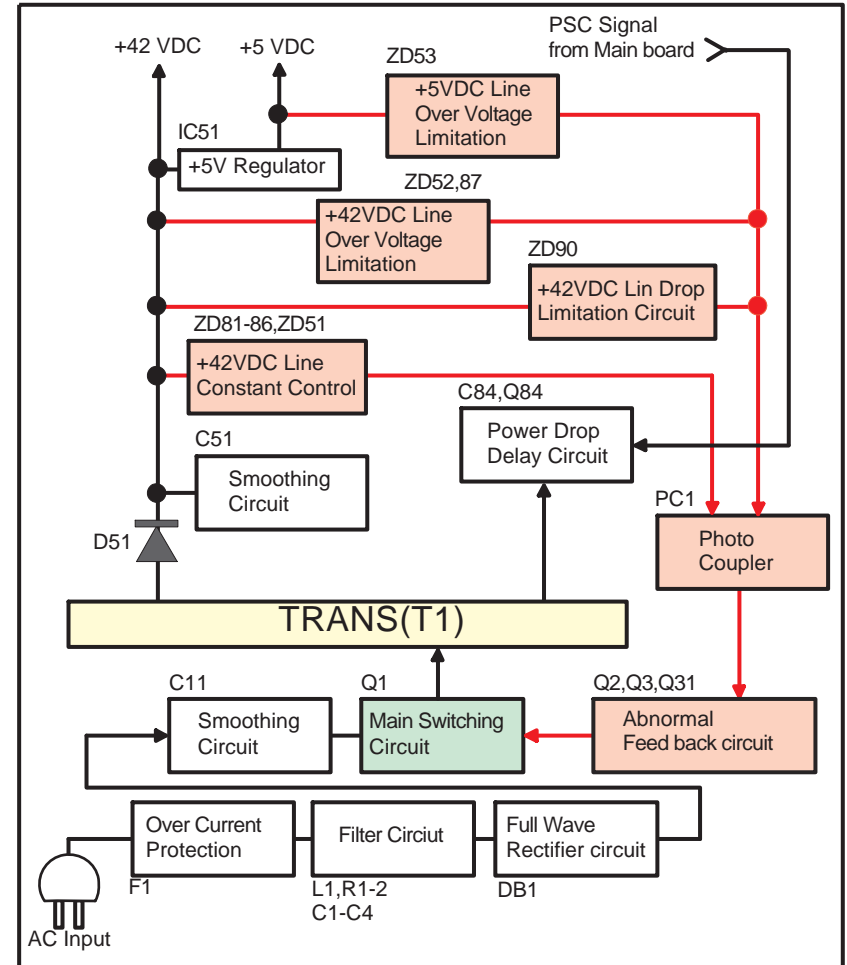 PSC Signal
from Main board
+42 VDC
+5 VDC
ZD53
+5VDC Line
Over Voltage
Limitation
IC51
+5V Regulator
ZD52,87
+42VDC Line
Over Voltage
Limitation
ZD90
+42VDC Lin Drop
Limitation Circuit
ZD81-86,ZD51
+42VDC Line
Constant Control
C84,Q84
Power Drop
Delay Circuit
C51
Smoothing
Circuit
PC1
Photo
Coupler
D51
TRANS(T1)
C11
Smoothing
Circuit
Q1
Main Switching
Circuit
Q2,Q3,Q31
Abnormal
Feed back circuit
Over Current
Protection
F1
Filter Circiut
L1,R1-2
C1-C4
Full Wave
Rectifier circuit
DB1
AC Input